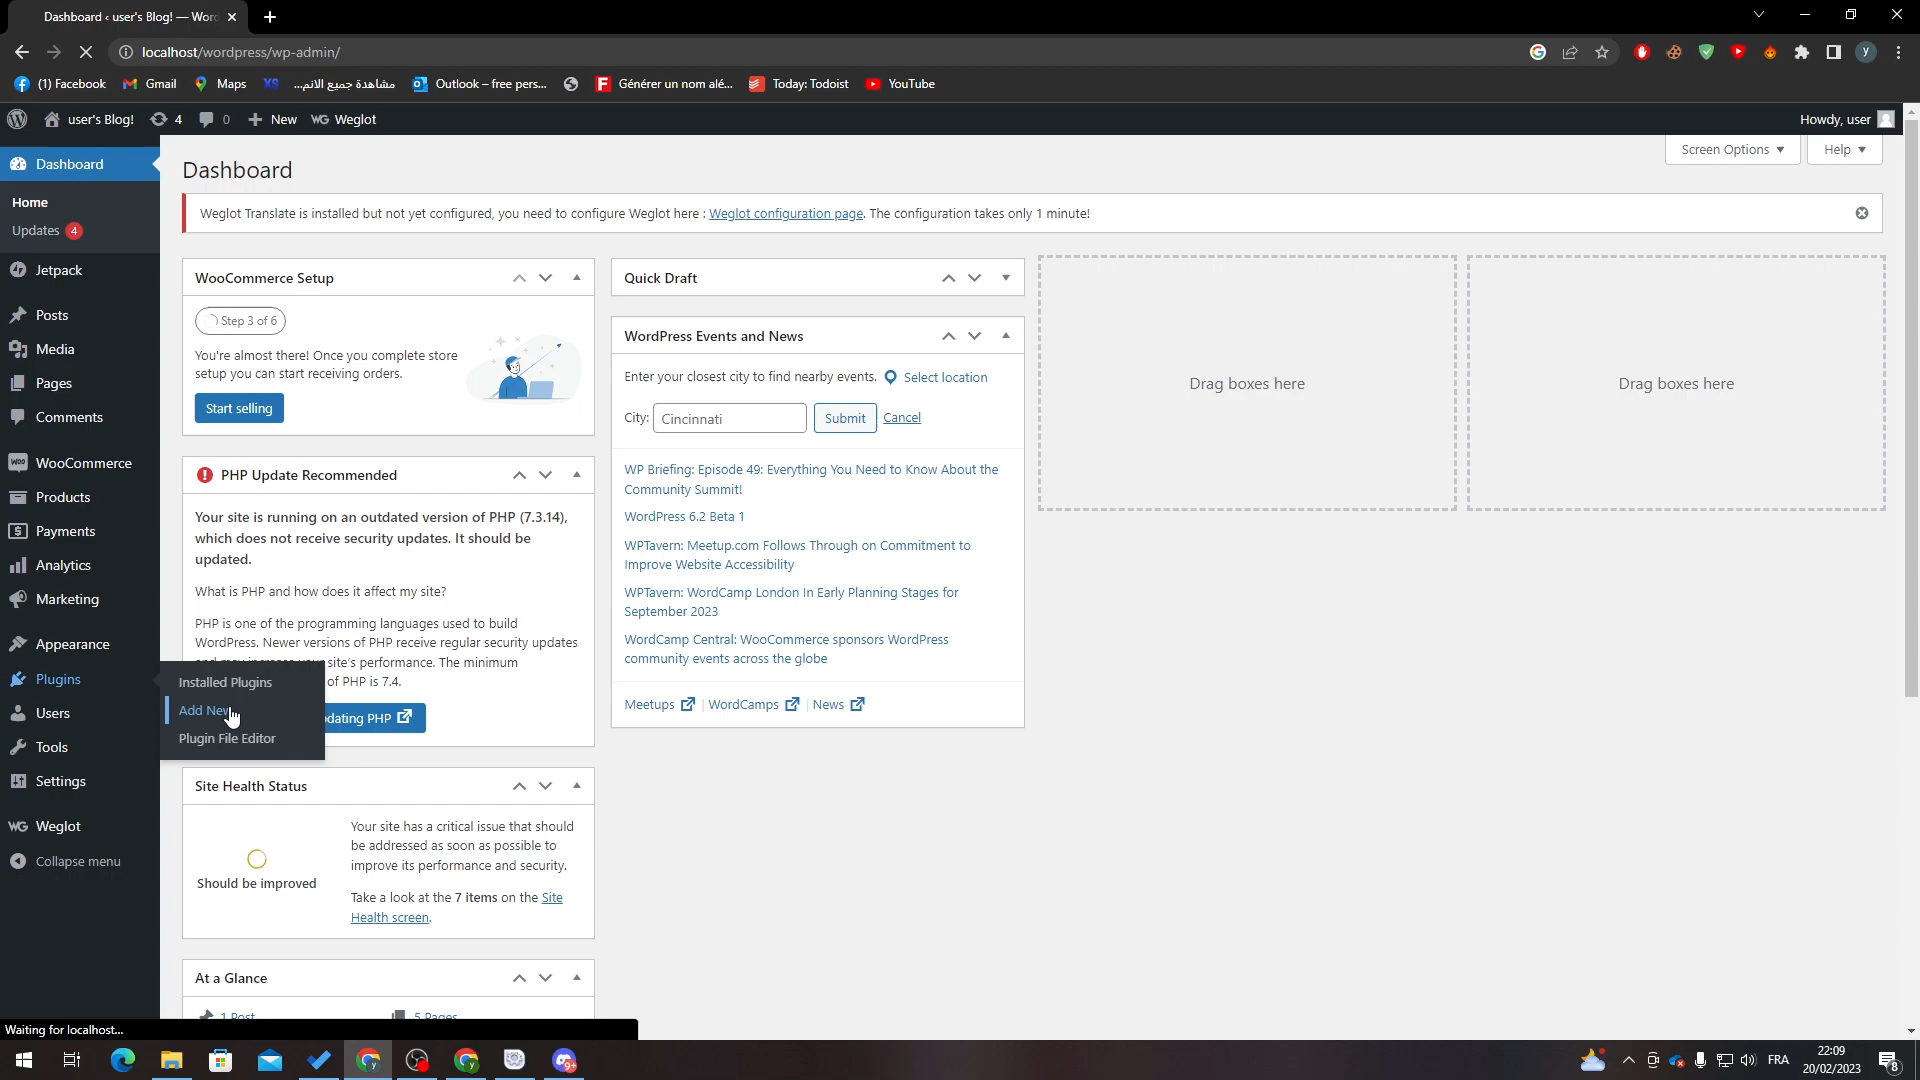 Dashboard ‹ user's Blog! — Wor
localhost/wordpress/wp-admin/
(1) Facebook
Gmail
Maps
مشاهدة جميع الانم...
Outlook – free pers...
Générer un nom alé...
Today: Todoist
YouTube
user's Blog!
4
0
New
Weglot
Howdy, user
Dashboard
Home
Updates 4
Jetpack
Posts
Media
Pages
Comments
WooCommerce
Products
Payments
Analytics
Marketing
Appearance
Plugins
Users
Tools
Settings
Weglot
Collapse menu
Installed Plugins
Add New
Plugin File Editor
Screen Options
Help
Dashboard
Weglot Translate is installed but not yet configured, you need to configure Weglot here : Weglot configuration page. The configuration takes only 1 minute!
WooCommerce Setup
Step 3 of 6
You're almost there! Once you complete store
setup you can start receiving orders.
Start selling
PHP Update Recommended
Your site is running on an outdated version of PHP (7.3.14),
which does not receive security updates. It should be
updated.
What is PHP and how does it affect my site?
PHP is one of the programming languages used to build
WordPress. Newer versions of PHP receive regular security updates
site's performance. The minimum
of PHP is 7.4.
dating PHP
Site Health Status
Should be improved
Your site has a critical issue that should
be addressed as soon as possible to
improve its performance and security.
Take a look at the 7 items on the Site
Health screen.
At a Glance
1 Post
5 Pages
Quick Draft
WordPress Events and News
Enter your closest city to find nearby events.
Select location
City:
Cincinnati
Submit
Cancel
WP Briefing: Episode 49: Everything You Need to Know About the
Community Summit!
WordPress 6.2 Beta 1
WPTavern: Meetup.com Follows Through on Commitment to
Improve Website Accessibility
WPTavern: WordCamp London In Early Planning Stages for
September 2023
WordCamp Central: WooCommerce sponsors WordPress
community events across the globe
Meetups
WordCamps
News
Drag boxes here
Drag boxes here
Waiting for localhost...
FRA
22:09
20/02/2023
8